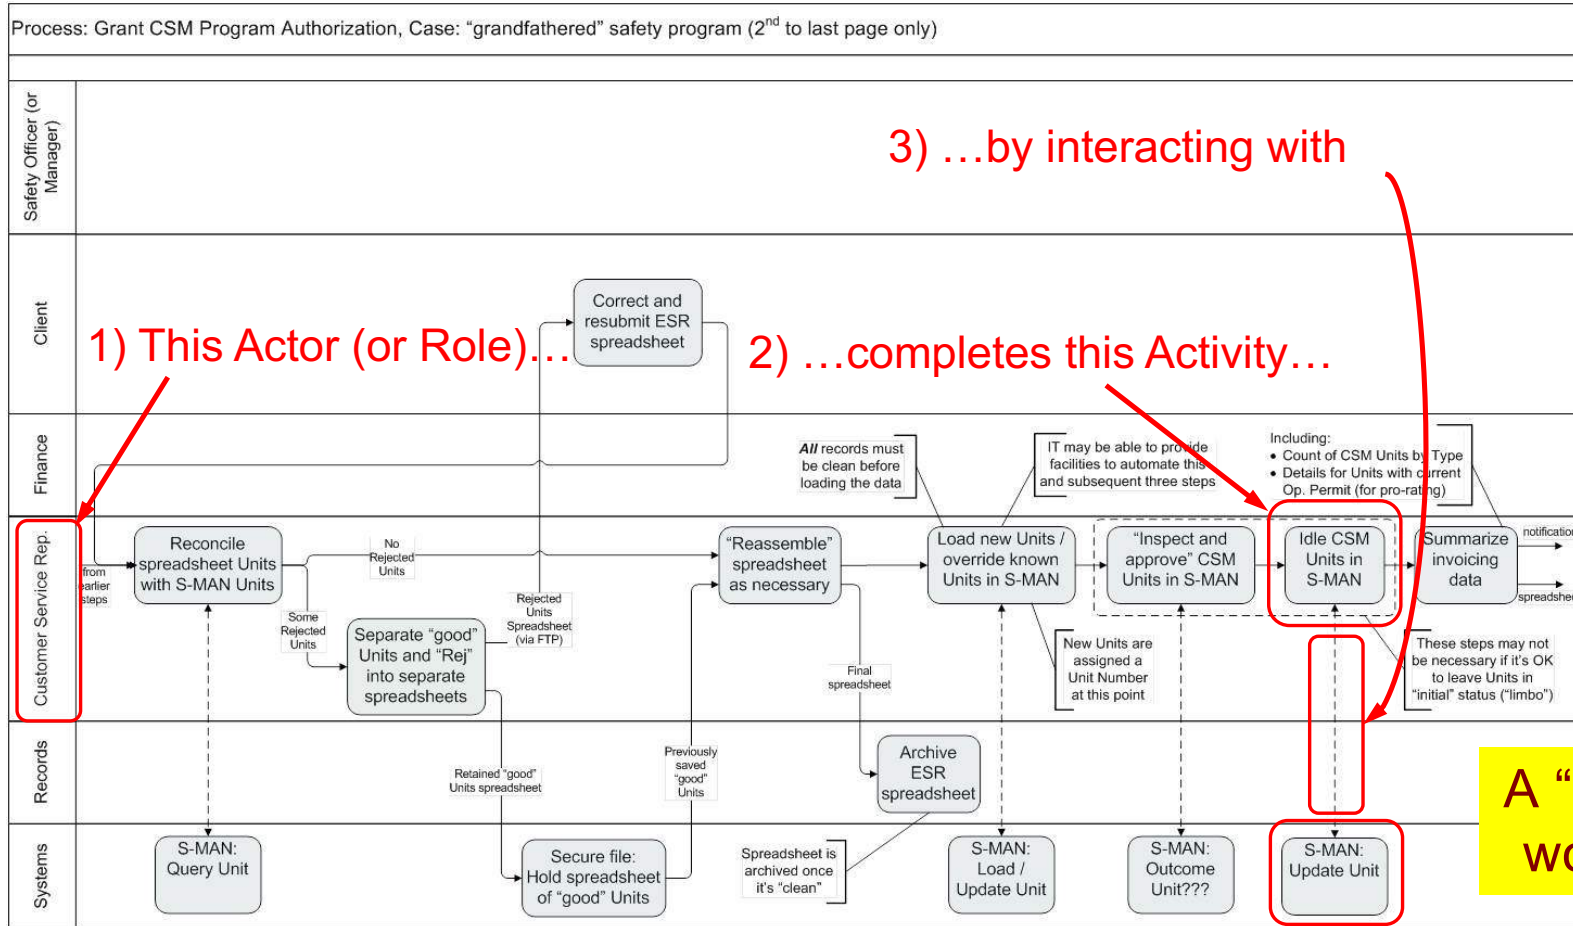 Process: Grant CSM Program Authorization, Case: “grandfathered” safety program (2nd to last page only)
Safety Officer (or
Manager)
3) …by interacting with
Client
Correct and
resubmit ESR
spreadsheet
1) This Actor (or Role)…
2) …completes this Activity…
Finance
All records must
be clean before
loading the data
IT may be able to provide
facilities to automate this
and subsequent three steps
Including:
• Count of CSM Units by Type
• Details for Units with current
Op. Permit (for pro-rating)
Customer Service Rep.
from
earlier
steps
Reconcile
spreadsheet Units
with S-MAN Units
No
Rejected
Units
Some
Rejected
Units
Separate “good”
Units and “Rej”
into separate
spreadsheets
Rejected
Units
Spreadsheet
(via FTP)
“Reassemble”
spreadsheet
as necessary
Final
spreadsheet
Load new Units /
override known
Units in S-MAN
New Units are
assigned a
Unit Number
at this point
“Inspect and
approve” CSM
Units in S-MAN
Idle CSM
Units in
S-MAN
These steps may not
be necessary if it’s OK
to leave Units in
“initial” status (“limbo”)
Summarize
invoicing
data
notification
spreadsheet
Records
Retained “good”
Units spreadsheet
Previously
saved
“good”
Units
Archive
ESR
spreadsheet
A “
wo
Systems
S-MAN:
Query Unit
Secure file:
Hold spreadsheet
of “good” Units
Spreadsheet is
archived once
it’s “clean”
S-MAN:
Load /
Update Unit
S-MAN:
Outcome
Unit???
S-MAN:
Update Unit